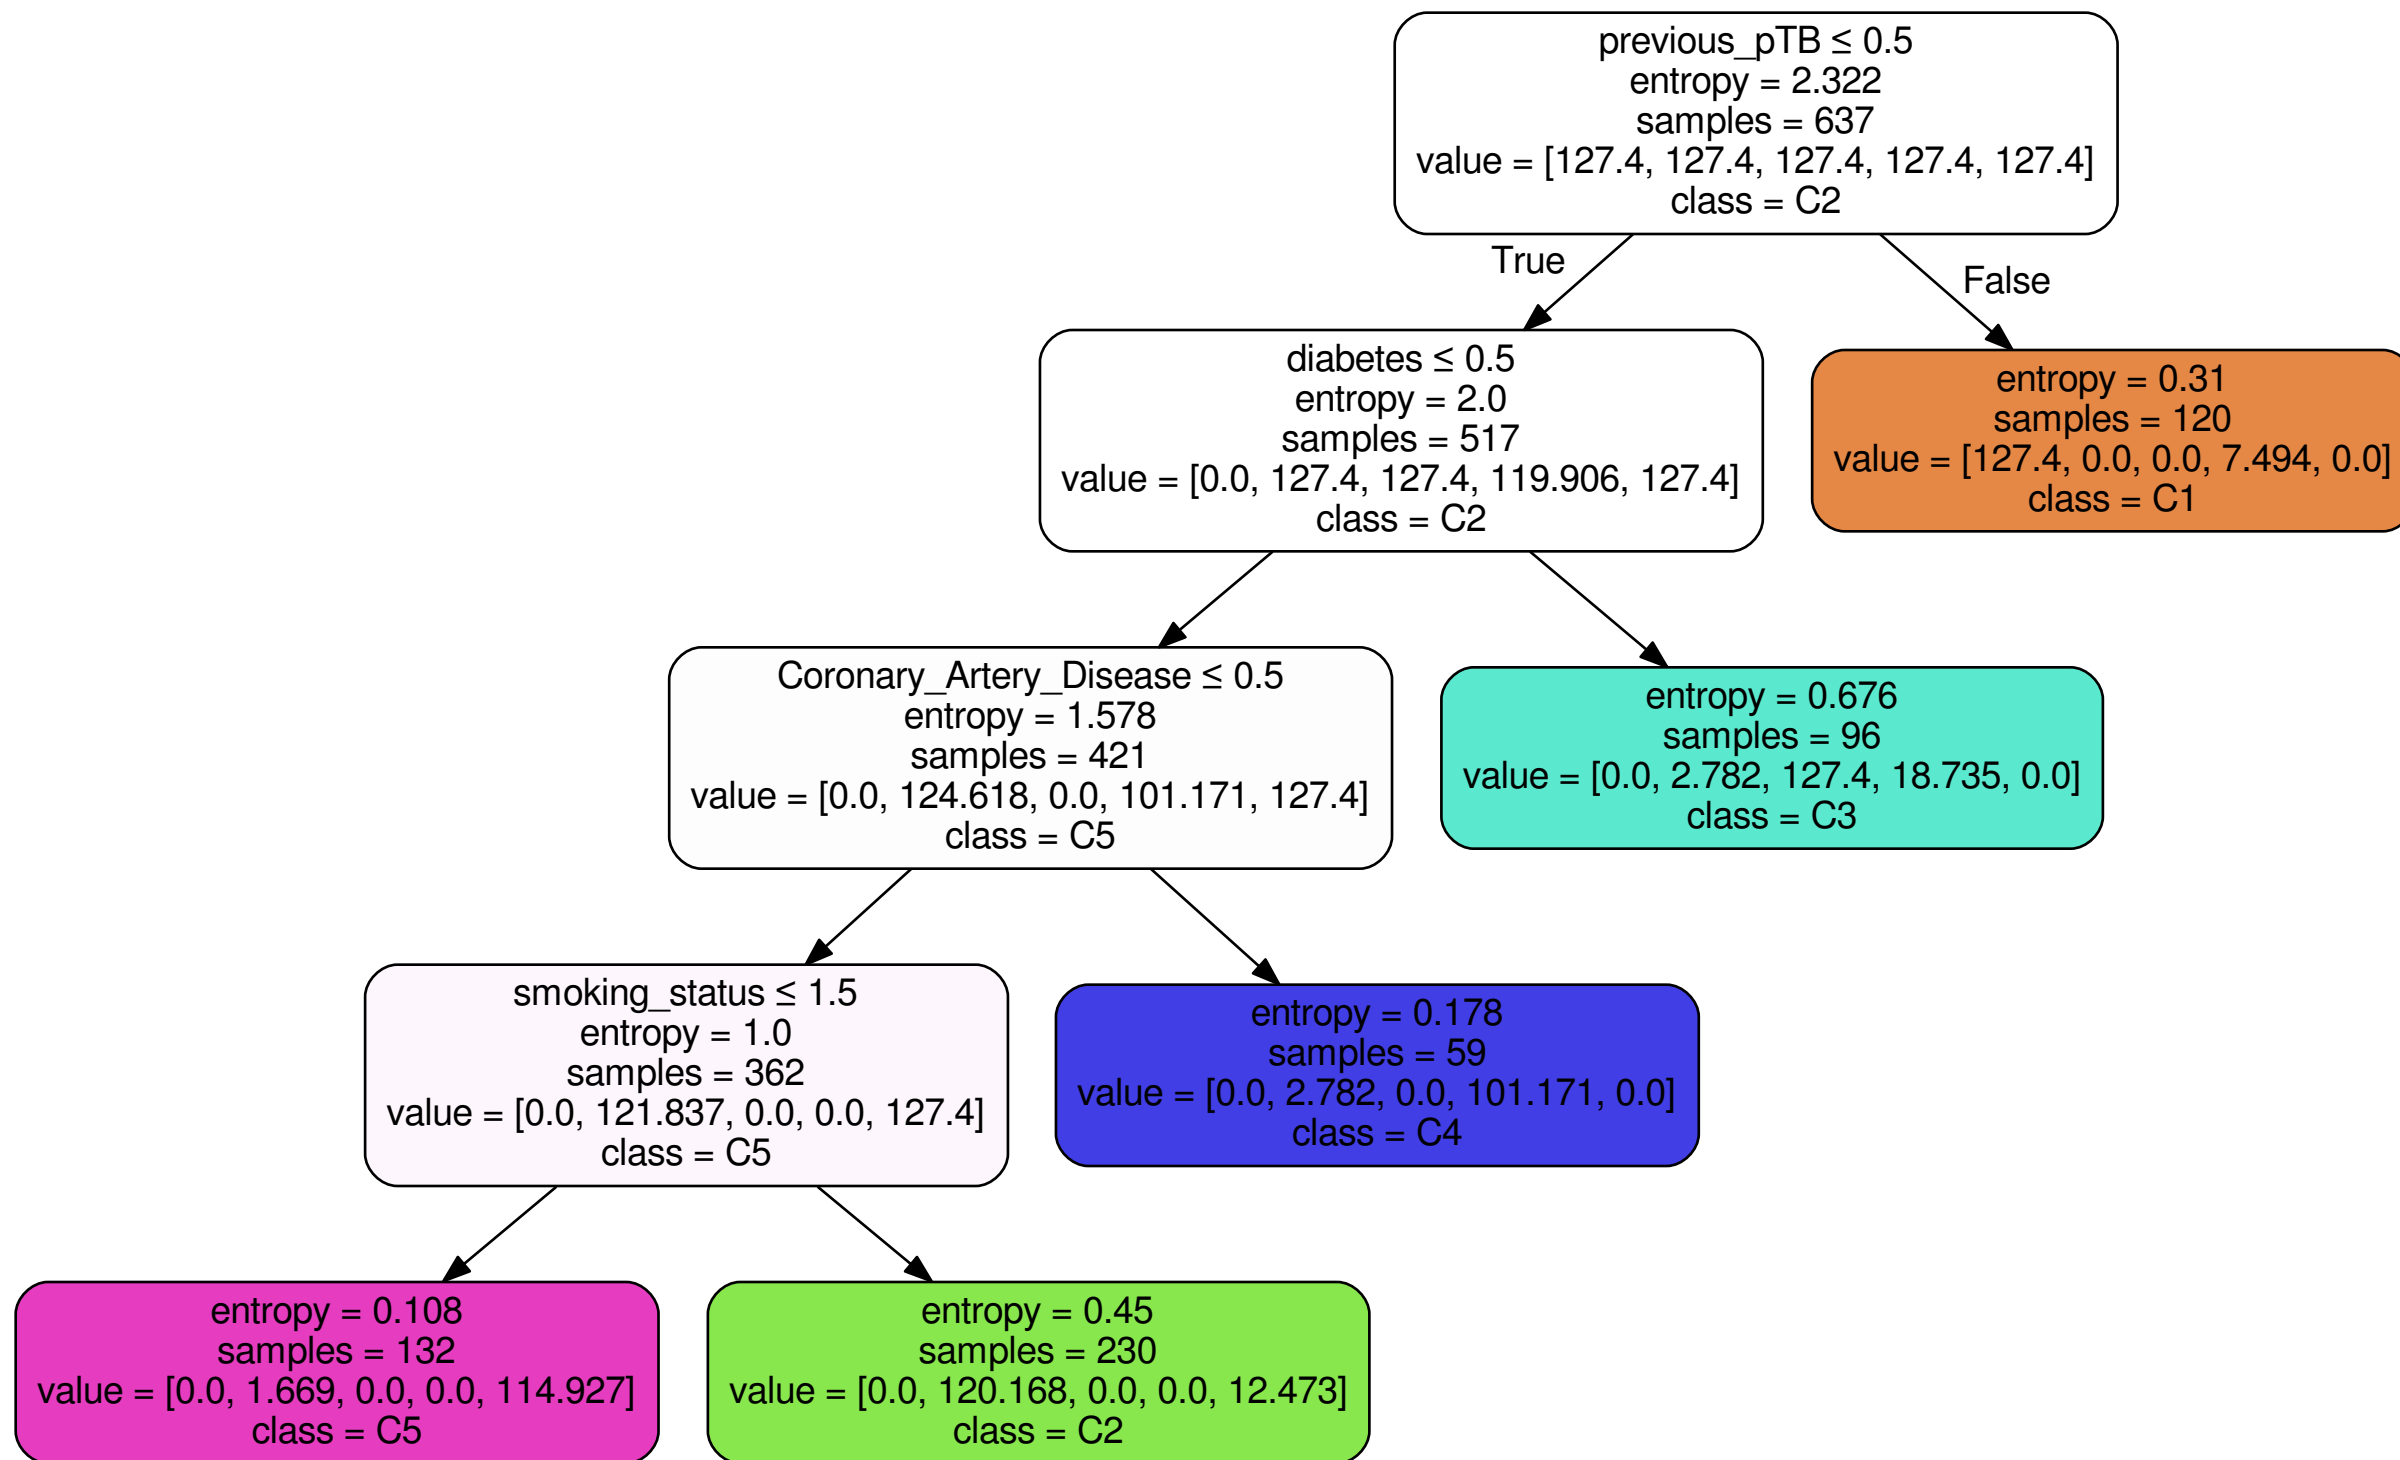 previous_pTB ≤ 0.5
entropy = 2.322
samples = 637
value = [127.4, 127.4, 127.4, 127.4, 127.4]
class = C2
True
False
diabetes ≤ 0.5
entropy = 2.0
samples = 517
value = [0.0, 127.4, 127.4, 119.906, 127.4]
class = C2
entropy = 0.31
samples = 120
value = [127.4, 0.0, 0.0, 7.494, 0.0]
class = C1
Coronary_Artery_Disease ≤ 0.5
entropy = 1.578
samples = 421
value = [0.0, 124.618, 0.0, 101.171, 127.4]
class = C5
entropy = 0.676
samples = 96
value = [0.0, 2.782, 127.4, 18.735, 0.0]
class = C3
smoking_status ≤ 1.5
entropy = 1.0
samples = 362
value = [0.0, 121.837, 0.0, 0.0, 127.4]
class = C5
entropy = 0.178
samples = 59
value = [0.0, 2.782, 0.0, 101.171, 0.0]
class = C4
entropy = 0.108
samples = 132
value = [0.0, 1.669, 0.0, 0.0, 114.927]
class = C5
entropy = 0.45
samples = 230
value = [0.0, 120.168, 0.0, 0.0, 12.473]
class = C2